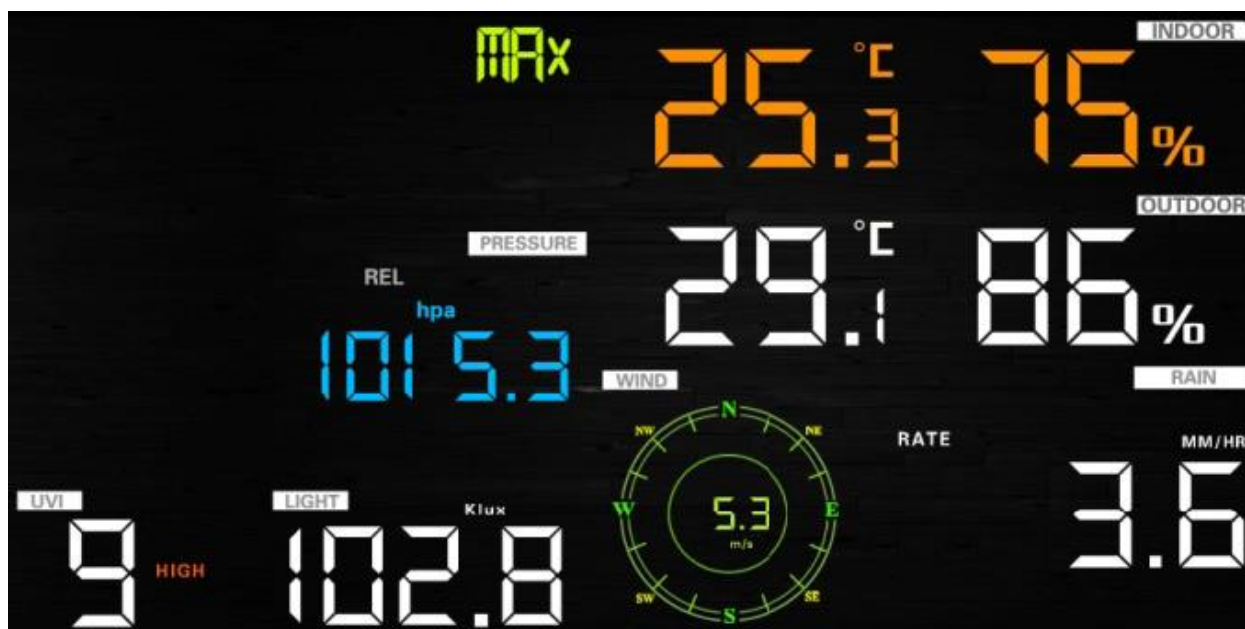 INDOOR
MAX 25.3 °C 75%
OUTDOOR
29.1 °C 86%
PRESSURE
REL
hpa
1015.3
WIND
N
NW NE
W E
SW SE
S
5.3
m/s
RAIN
RATE MM/HR
3.6
UVI
9 HIGH
LIGHT
Klux
102.8